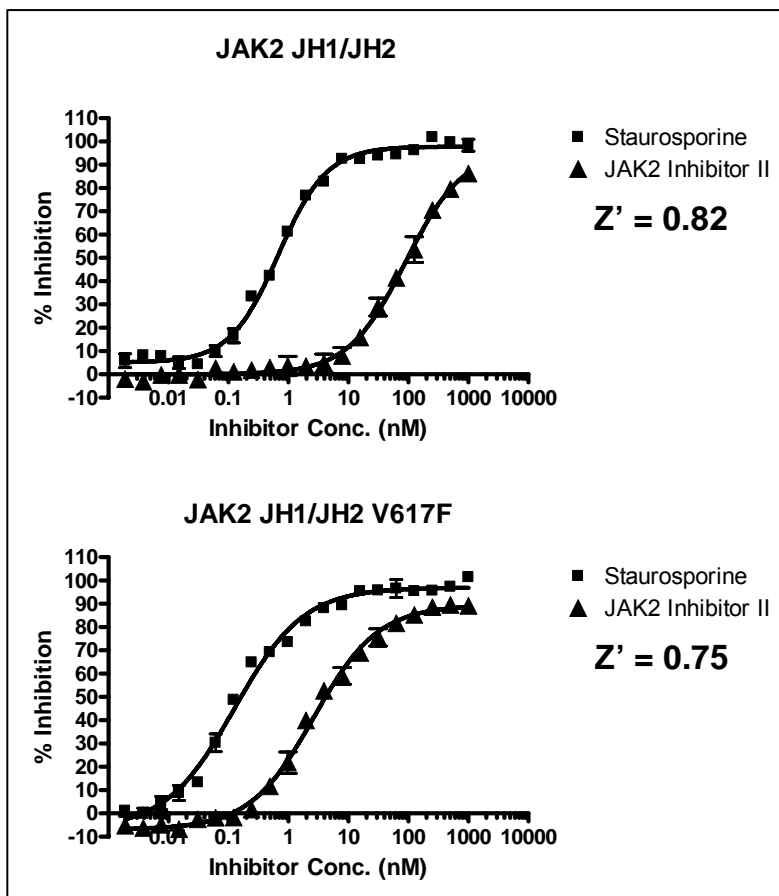 JAK2 JH1/JH2
110
100
90
80
70
60
50
40
30
20
10
0
-10
% Inhibition
0.01 0.1 1 10 100 1000 10000
Inhibitor Conc. (nM)
Staurosporine
JAK2 Inhibitor II
Z' = 0.82
JAK2 JH1/JH2 V617F
110
100
90
80
70
60
50
40
30
20
10
0
-10
% Inhibition
0.01 0.1 1 10 100 1000 10000
Inhibitor Conc. (nM)
Staurosporine
JAK2 Inhibitor II
Z' = 0.75